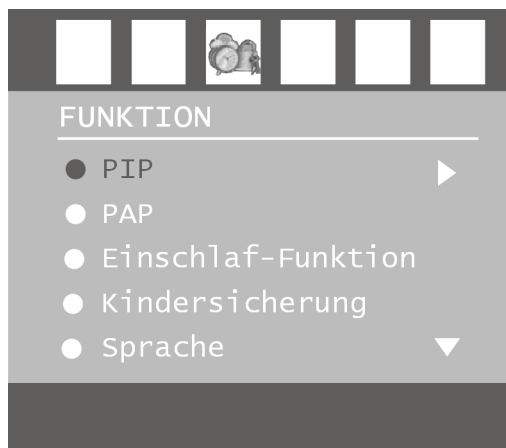 FUNKTION
PIP
PAP
Einschlaf-Funktion
Kindersicherung
Sprache